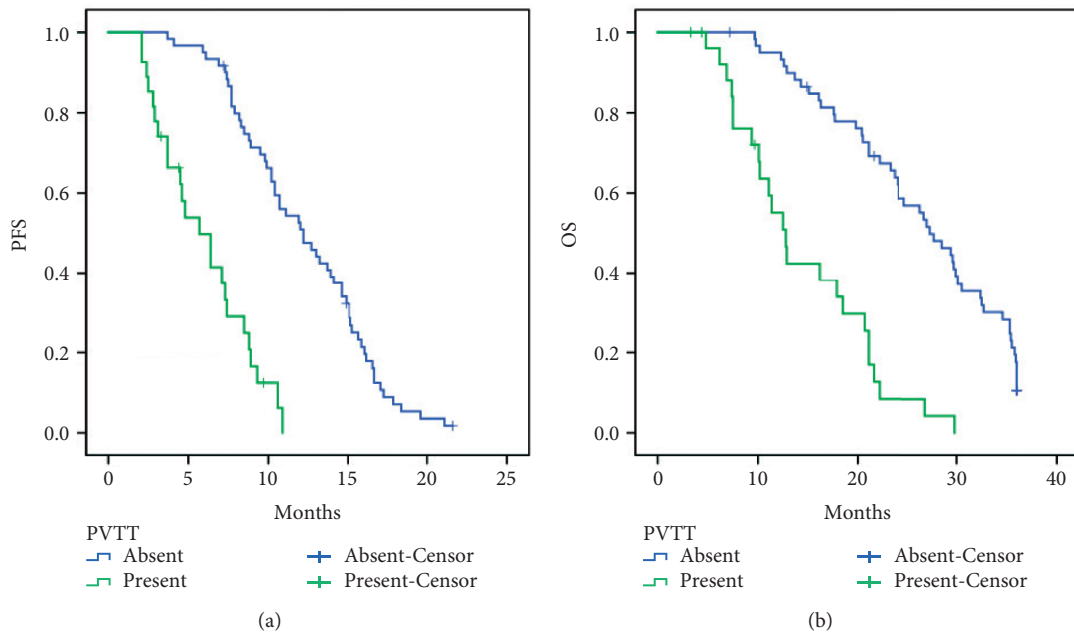 1.0
0.8
0.6
0.4
0.2
0.0
PFS
0 5 10 15 20 25
Months
PVTT
Absent Absent-Censor
Present Present-Censor
(a)
1.0
0.8
0.6
0.4
0.2
0.0
OS
0 10 20 30 40
Months
PVTT
Absent Absent-Censor
Present Present-Censor
(b)